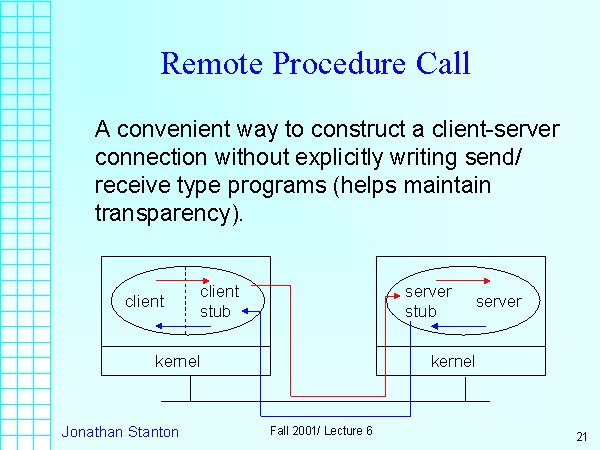 Remote Procedure Call
A convenient way to construct a client-server
connection without explicitly writing send/
receive type programs (helps maintain
transparency).
client
client
stub
server
stub
server
kernel
kernel
Jonathan Stanton
Fall 2001/ Lecture 6
21